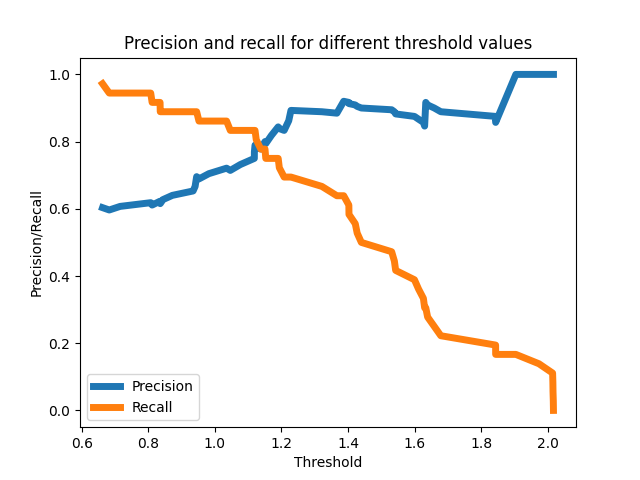 Precision and recall for different threshold values
1.0
0.8
0.6
0.4
0.2
0.0
Precision/Recall
Precision
Recall
0.6 0.8 1.0 1.2 1.4 1.6 1.8 2.0
Threshold